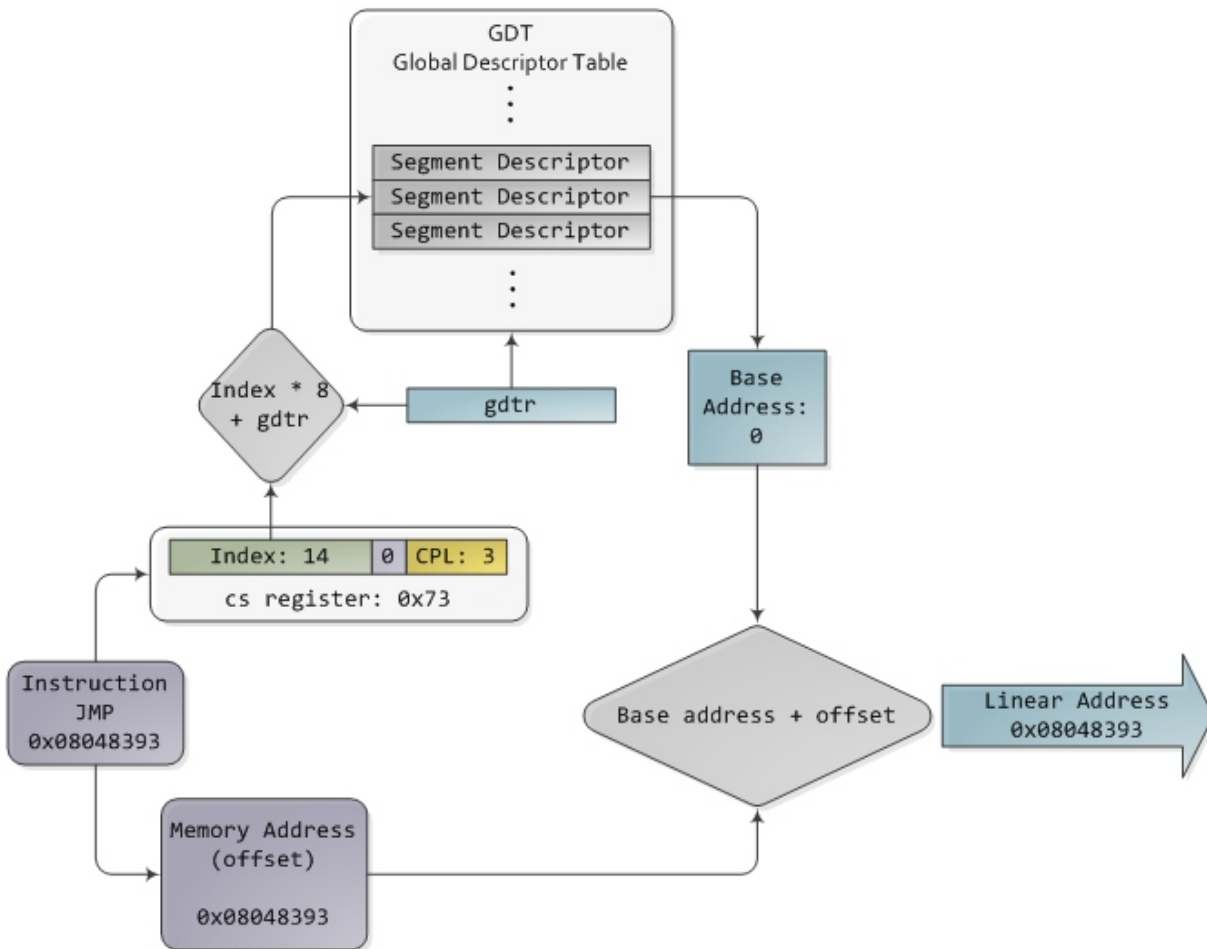 GDT
Global Descriptor Table
Segment Descriptor
Segment Descriptor
Segment Descriptor
Index * 8
+ gdtr
gdtr
Base
Address:
0
Index: 14
0
CPL: 3
cs register: 0x73
Instruction
JMP
0x08048393
Base address + offset
Linear Address
0x08048393
Memory Address
(offset)
0x08048393